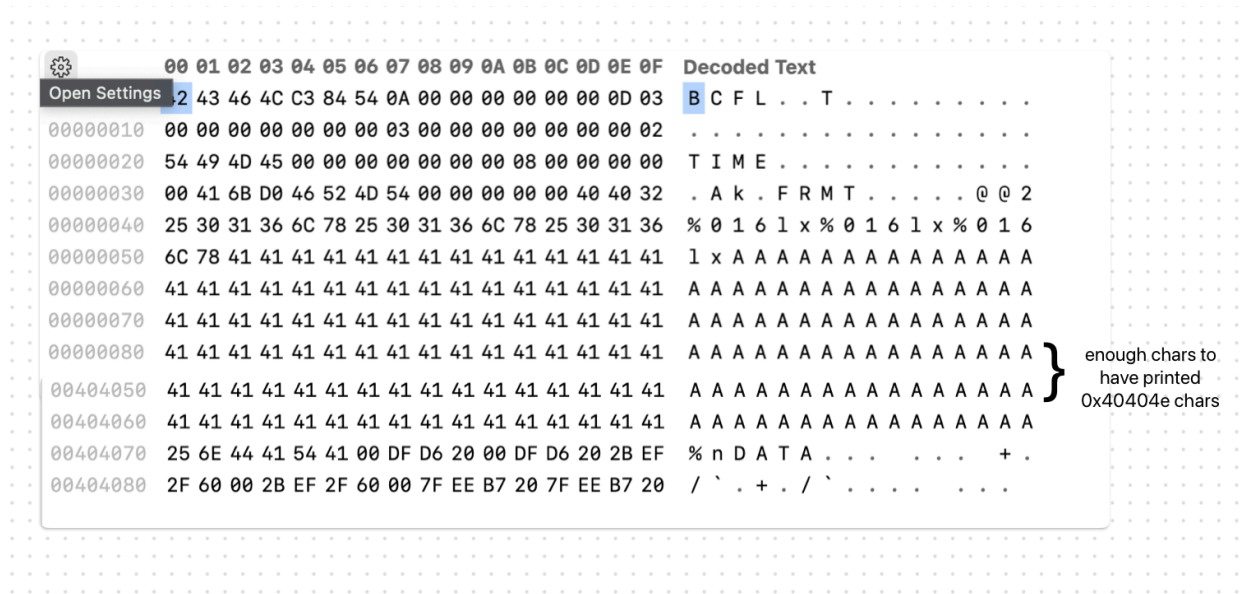 00 01 02 03 04 05 06 07 08 09 0A 0B 0C 0D 0E 0F Decoded Text
Open Settings 42 43 46 4C C3 84 54 0A 00 00 00 00 00 00 0D 03 B C F L . . T . . . . . . . . .
00000010 00 00 00 00 00 00 00 03 00 00 00 00 00 00 00 02 . . . . . . . . . . . . . . . .
00000020 54 49 4D 45 00 00 00 00 00 00 00 08 00 00 00 00 T I M E . . . . . . . . . . . .
00000030 00 41 6B D0 46 52 4D 54 00 00 00 00 00 40 40 32 . A k . F R M T . . . . . @ @ 2
00000040 25 30 31 36 6C 78 25 30 31 36 6C 78 25 30 31 36 % 0 1 6 l x % 0 1 6 l x % 0 1 6
00000050 6C 78 41 41 41 41 41 41 41 41 41 41 41 41 41 41 l x A A A A A A A A A A A A A A
00000060 41 41 41 41 41 41 41 41 41 41 41 41 41 41 41 41 A A A A A A A A A A A A A A A A
00000070 41 41 41 41 41 41 41 41 41 41 41 41 41 41 41 41 A A A A A A A A A A A A A A A A
00000080 41 41 41 41 41 41 41 41 41 41 41 41 41 41 41 41 A A A A A A A A A A A A A A A A
00404050 41 41 41 41 41 41 41 41 41 41 41 41 41 41 41 41 A A A A A A A A A A A A A A A A
00404060 41 41 41 41 41 41 41 41 41 41 41 41 41 41 41 41 A A A A A A A A A A A A A A A A
00404070 25 6E 44 41 54 41 00 DF D6 20 00 DF D6 20 2B EF % n D A T A . . . . . . + .
00404080 2F 60 00 2B EF 2F 60 00 7F EE B7 20 7F EE B7 20 / ` . + . / ` . . . . . . .
} enough chars to
have printed
0x40404e chars